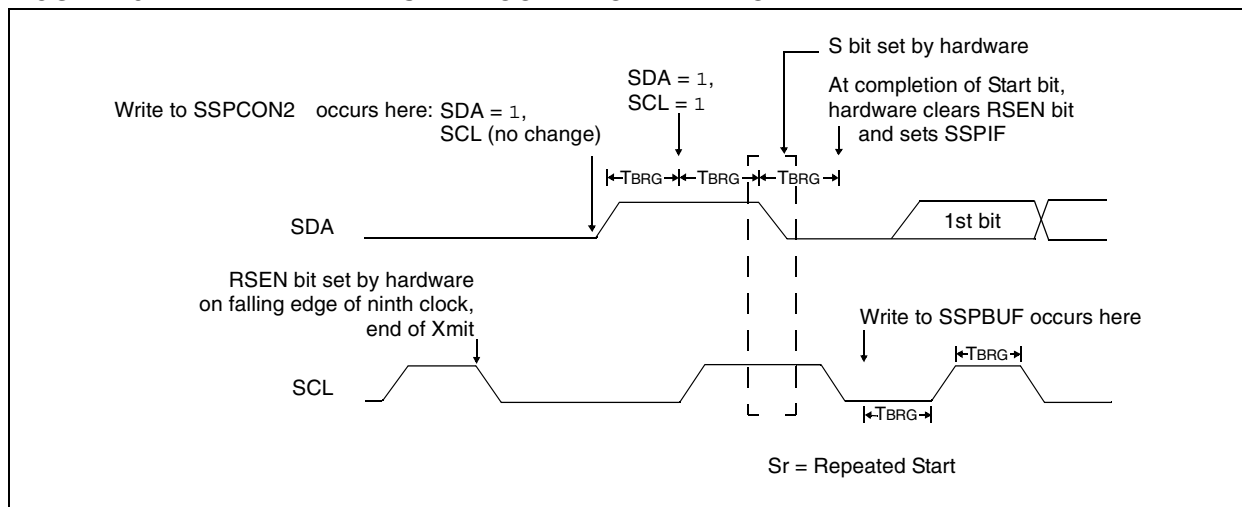 S bit set by hardware
SDA = 1,
SCL = 1
At completion of Start bit,
hardware clears RSEN bit
and sets SSPIF
Write to SSPCON2 occurs here: SDA = 1,
SCL (no change)
TBRG
TBRG
TBRG
SDA
1st bit
RSEN bit set by hardware
on falling edge of ninth clock,
end of Xmit
Write to SSPBUF occurs here
TBRG
SCL
TBRG
Sr = Repeated Start